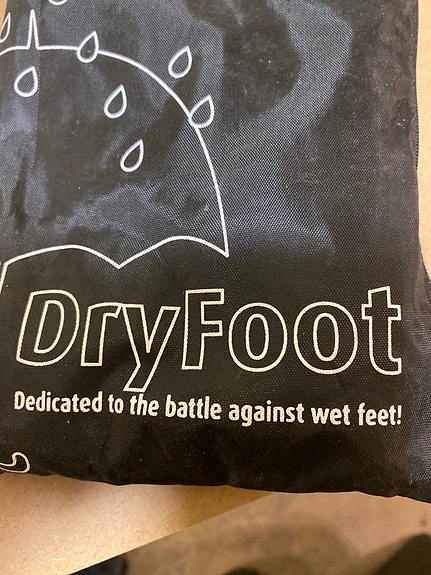 DryFoot
Dedicated to the battle against wet feet!